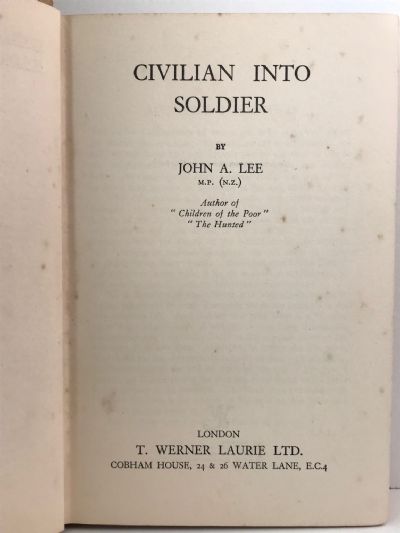 CIVILIAN INTO
SOLDIER
BY
JOHN A. LEE
M.P. (N.Z.)
Author of
" Children of the Poor "
" The Hunted "
LONDON
T. WERNER LAURIE LTD.
COBHAM HOUSE, 24 & 26 WATER LANE, E.C.4